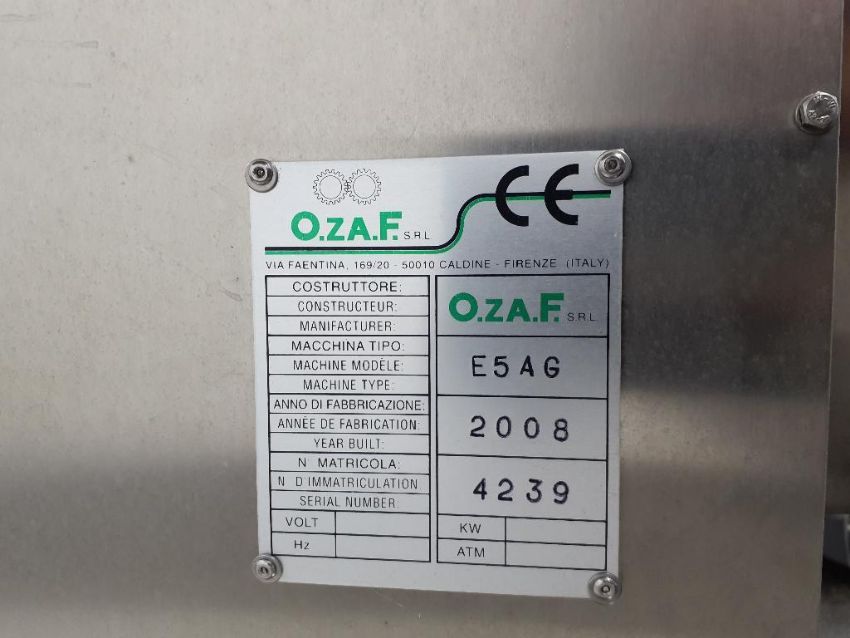 O.ZA.F. S.R.L.
CE
VIA FAENTINA, 169/20 - 50010 CALDINE - FIRENZE (ITALY)
COSTRUTTORE:
CONSTRUCTEUR:
MANIFACTURER:
O.ZA.F. S.R.L.
MACCHINA TIPO:
MACHINE MODÈLE:
MACHINE TYPE:
E5AG
ANNO DI FABBRICAZIONE:
ANNÉE DE FABRICATION:
YEAR BUILT:
2008
N° MATRICOLA:
N D'IMMATRICULATION
SERIAL NUMBER:
4239
VOLT
KW
Hz
ATM